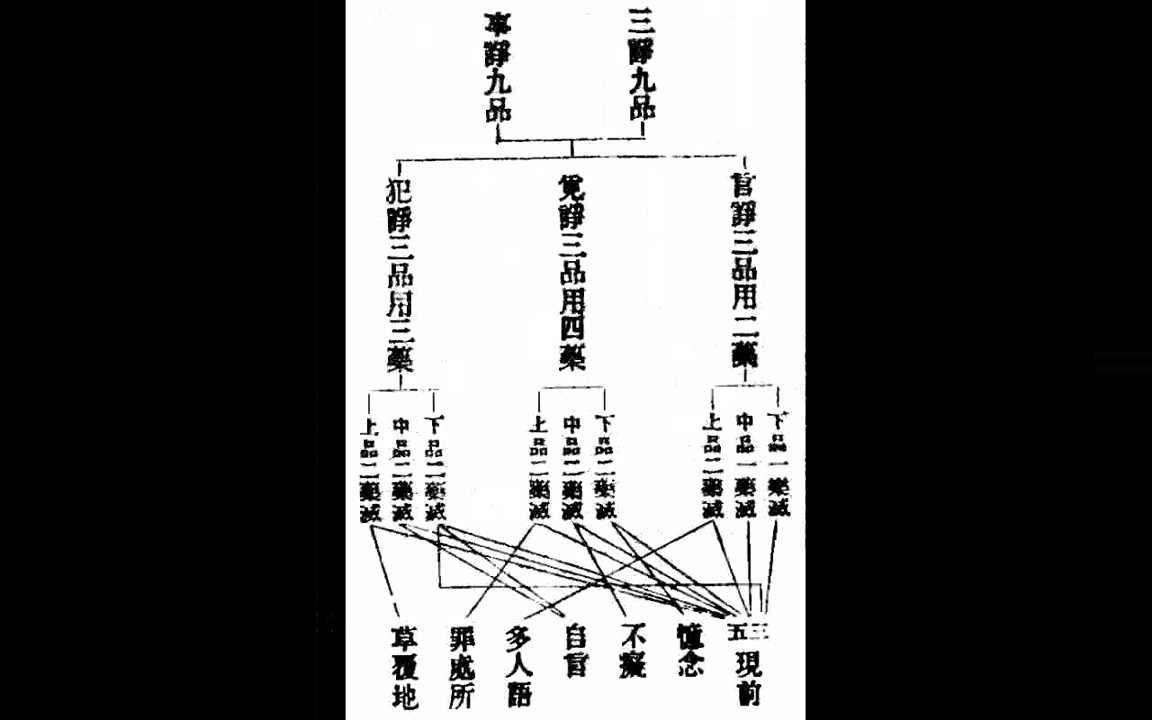 三諍九品
事諍九品
言諍三品用二藥
覓諍三品用四藥
犯諍三品用三藥
下品一藥滅
中品一藥滅
上品二藥滅
下品二藥滅
中品二藥滅
上品二藥滅
下品二藥滅
中品二藥滅
上品二藥滅
三五
現前
憶念
不癡
自言
多人語
罪處所
草覆地